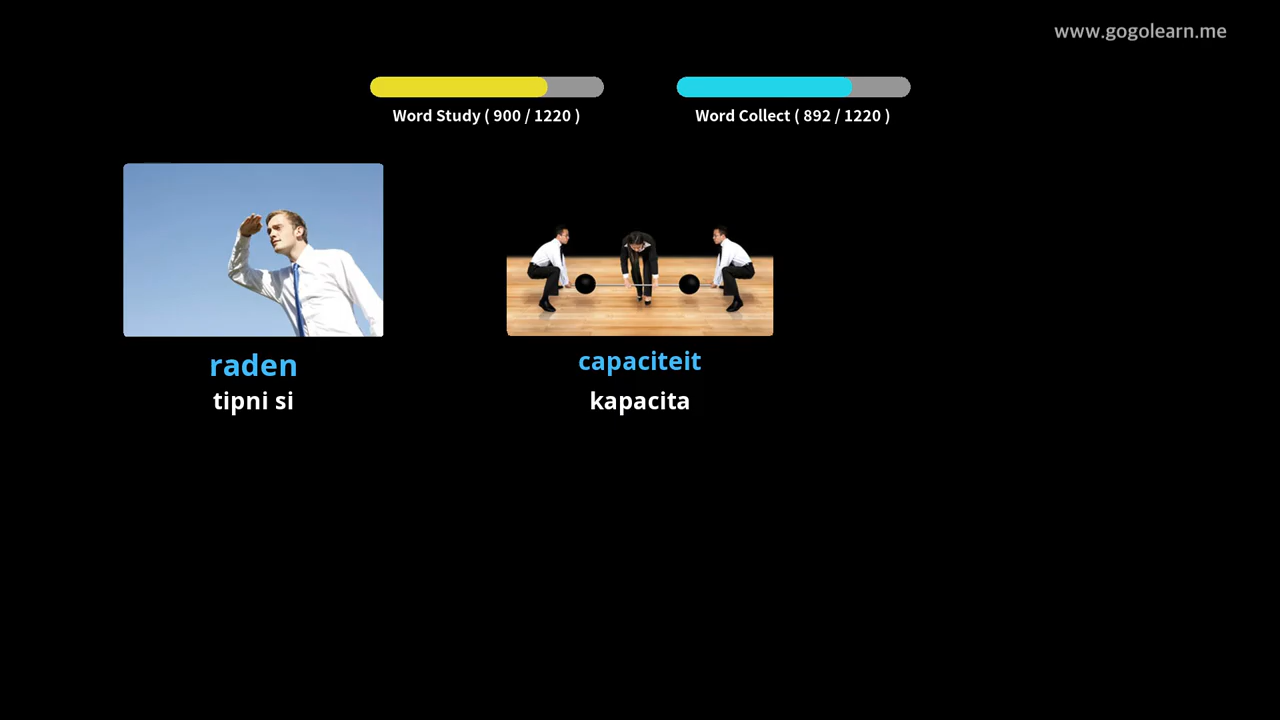 www.gogolearn.me
Word Study ( 900 / 1220 )
Word Collect ( 892 / 1220 )
raden
tipni si
capaciteit
kapacita